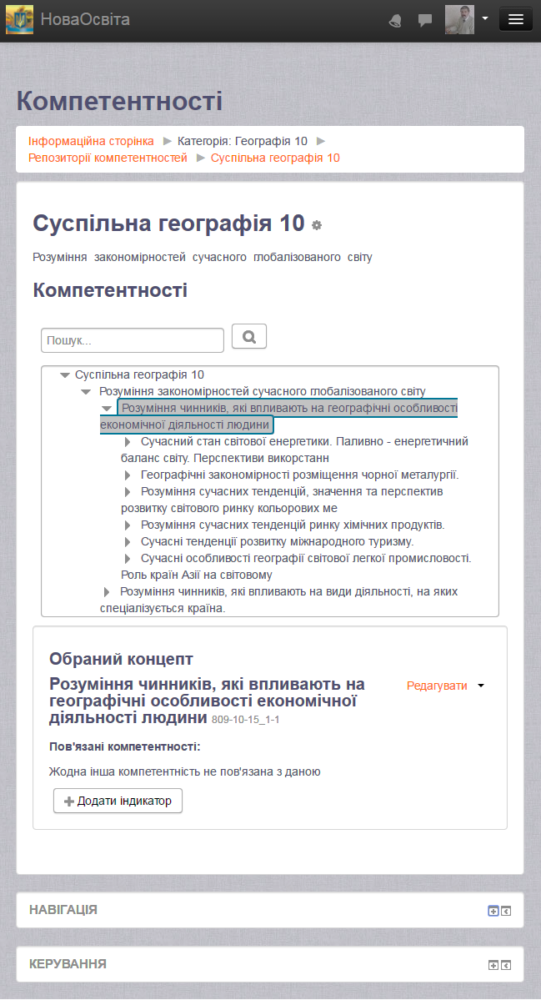 НоваОсвіта
Компетентності
Інформаційна сторінка ► Категорія: Географія 10 ►
Репозиторії компетентностей ► Суспільна географія 10
Суспільна географія 10
Розуміння закономірностей сучасного глобалізованого світу
Компетентності
Пошук...
Суспільна географія 10
Розуміння закономірностей сучасного глобалізованого світу
Розуміння чинників, які впливають на географічні особливості
економічної діяльності людини
Сучасний стан світової енергетики. Паливно - енергетичний
баланс світу. Перспективи викорстанн
Географічні закономірності розміщення чорної металургії.
Розуміння сучасних тенденцій, значення та перспектив
розвитку світового ринку кольорових ме
Розуміння сучасних тенденцій ринку хімічних продуктів.
Сучасні тенденції розвитку міжнародного туризму.
Сучасні особливості географії світової легкої промисловості.
Роль країн Азії на світовому
Розуміння чинників, які впливають на види діяльності, на яких
спеціалізується країна.
Обраний концепт
Розуміння чинників, які впливають на
географічні особливості економічної
діяльності людини 809-10-15_1-1
Редагувати
Пов'язані компетентності:
Жодна інша компетентність не пов'язана з даною
Додати індикатор
НАВІГАЦІЯ
КЕРУВАННЯ